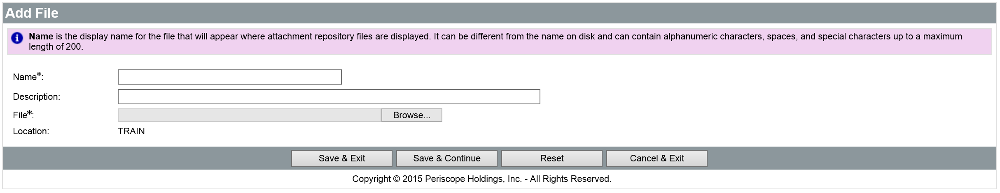 Add File
Name is the display name for the file that will appear where attachment repository files are displayed. It can be different from the name on disk and can contain alphanumeric characters, spaces, and special characters up to a maximum
length of 200.
Name*:
Description:
File*: Browse...
Location: TRAIN
Save & Exit Save & Continue Reset Cancel & Exit
Copyright © 2015 Periscope Holdings, Inc. - All Rights Reserved.